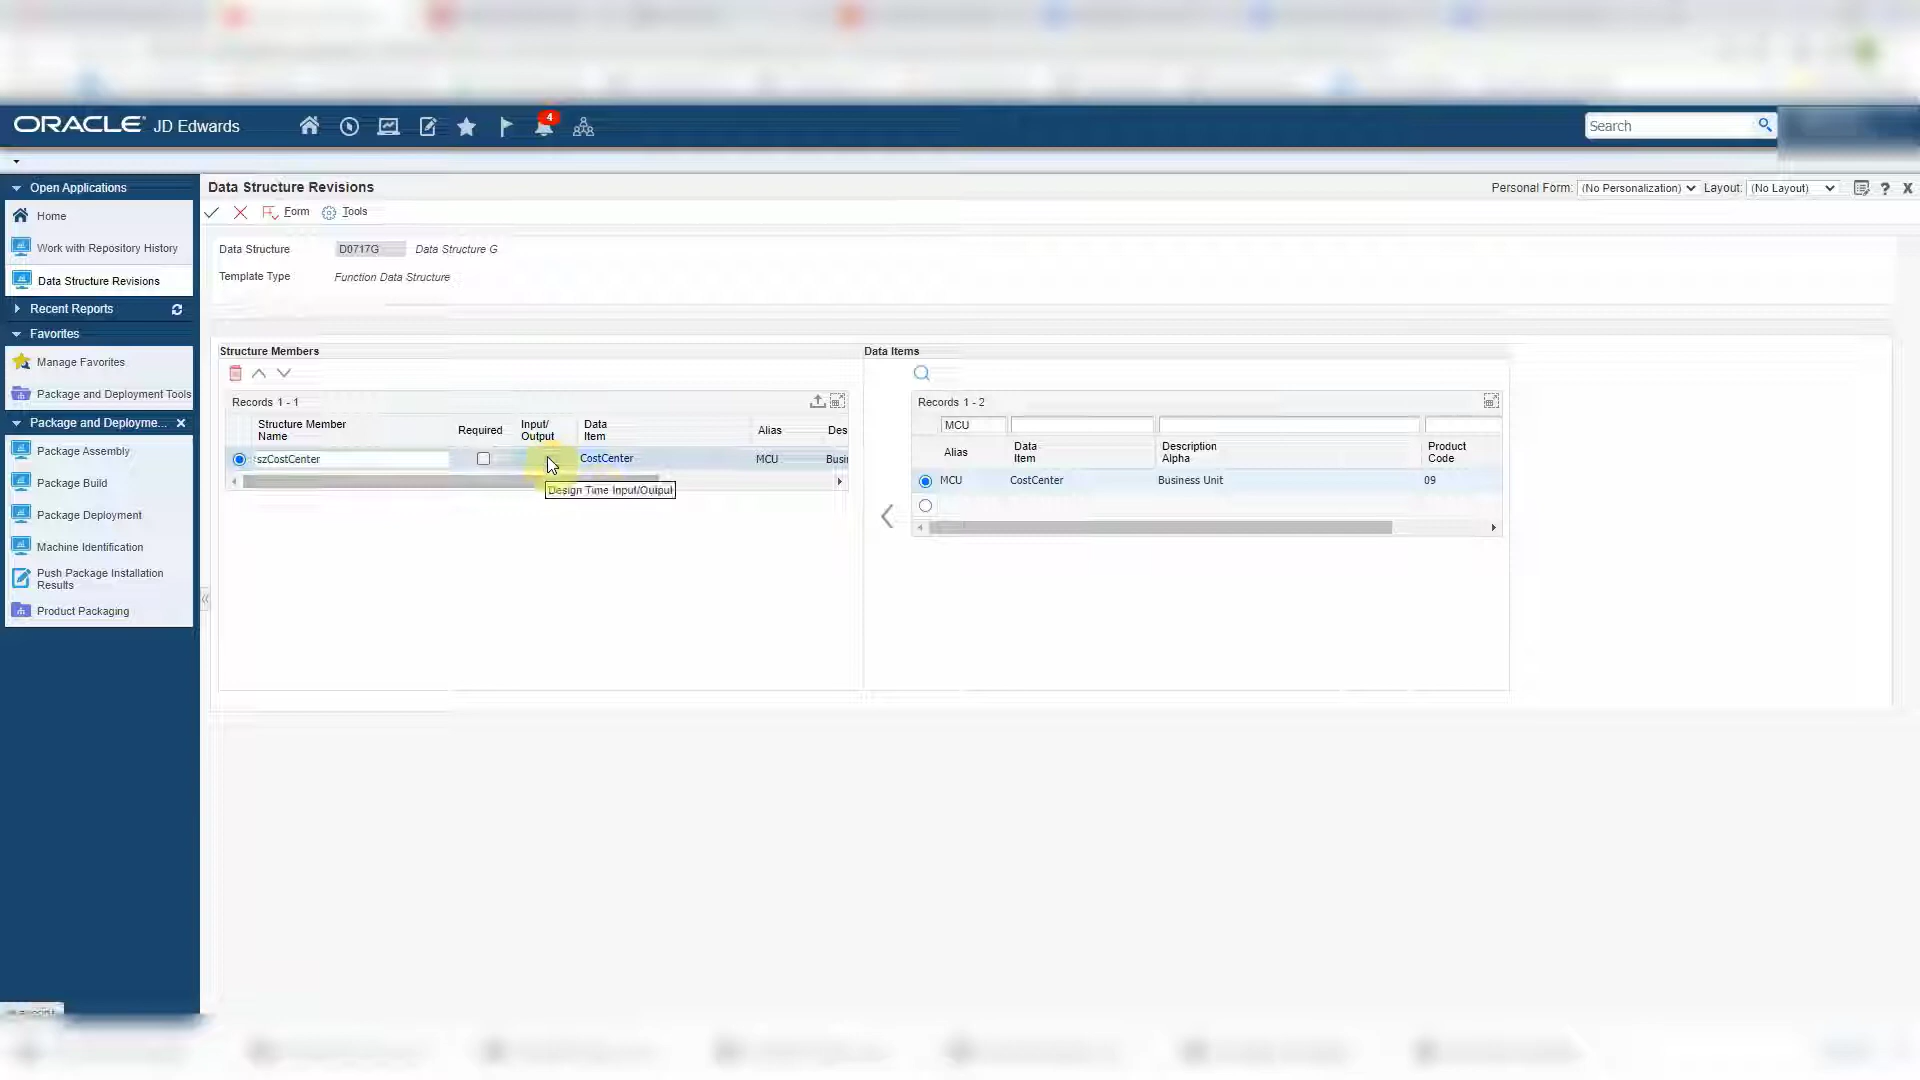 ORACLE JD Edwards
4
Search
Open Applications
Home
Work with Repository History
Data Structure Revisions
Recent Reports
Favorites
Manage Favorites
Package and Deployment Tools
Package and Deployme...
Package Assembly
Package Build
Package Deployment
Machine Identification
Push Package Installation
Results
Product Packaging
Data Structure Revisions
Personal Form: (No Personalization) Layout: (No Layout)
Form Tools
Data Structure D0717G Data Structure G
Template Type Function Data Structure
Structure Members
Records 1 - 1
Structure Member
Name
Required
Input/
Output
Data
Item
Alias
Des
szCostCenter CostCenter MCU Busi
Design Time Input/Output
Data Items
Records 1 - 2
MCU
Alias
Data
Item
Description
Alpha
Product
Code
MCU CostCenter Business Unit 09